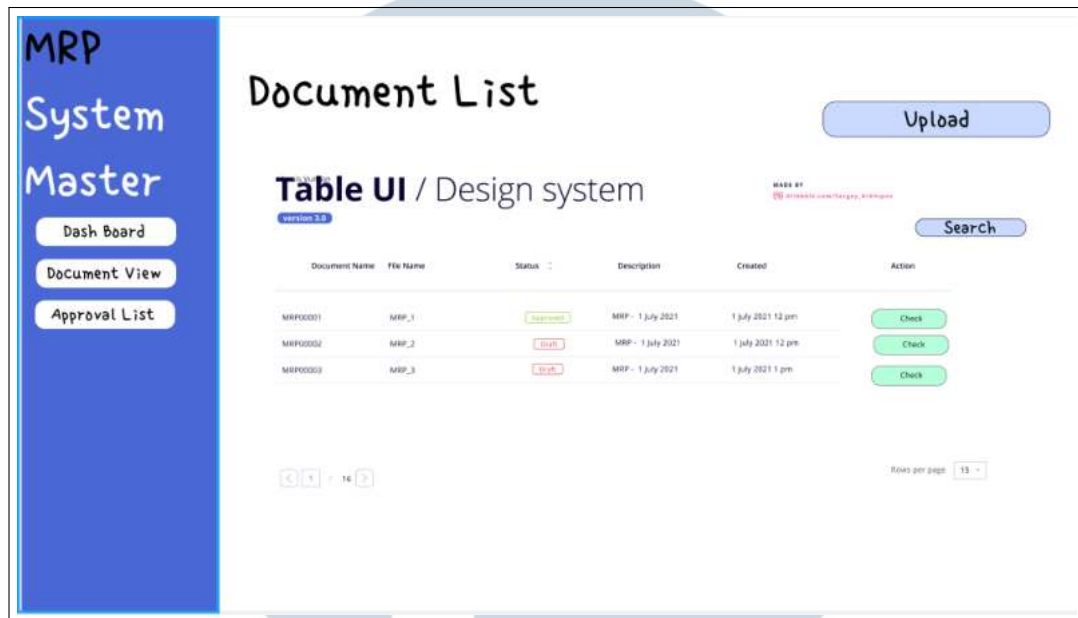 MRP
System
Master
Dash Board
Document View
Approval List
Document List
Upload
Table UI / Design system
version 3.0
MADE BY
Search
Document Name File Name Status Description Created Action
MRP00001 MRP_1 Approved MRP - 1 July 2021 1 July 2021 12 pm Check
MRP00002 MRP_2 Draft MRP - 1 July 2021 1 July 2021 12 pm Check
MRP00003 MRP_3 Draft MRP - 1 July 2021 1 July 2021 1 pm Check
1 / 16
Rows per page 15